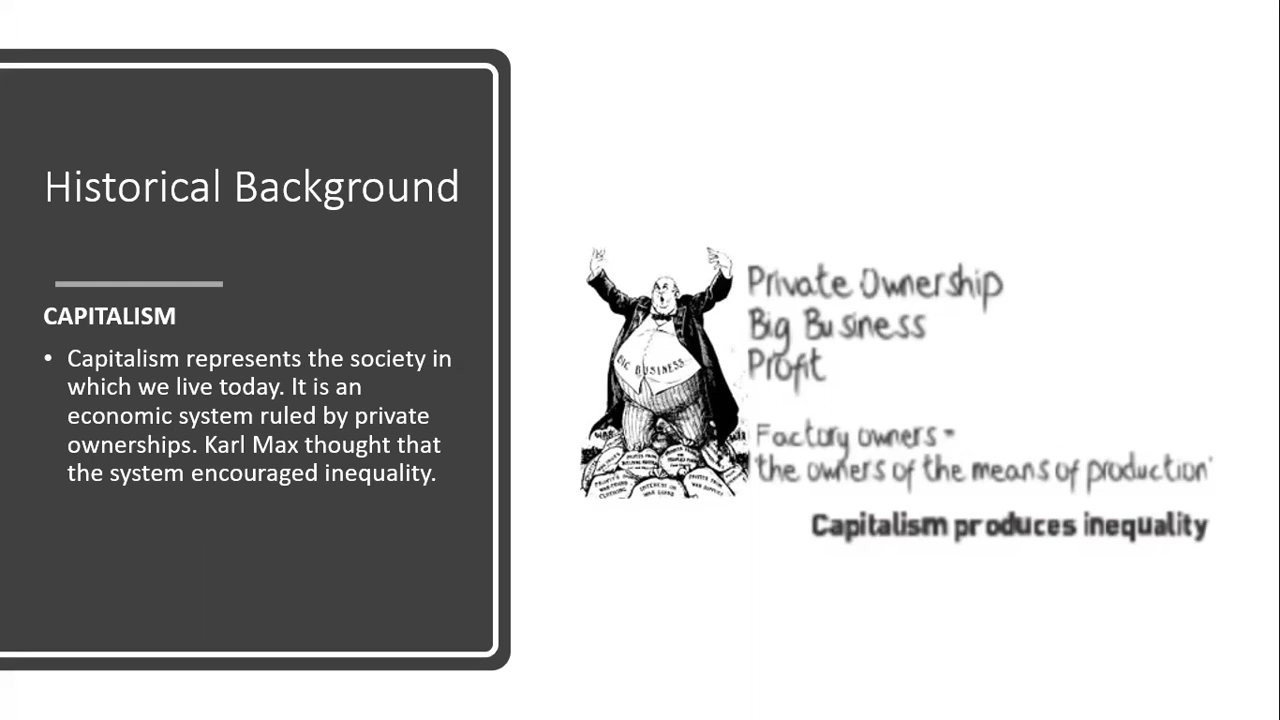 Historical Background
CAPITALISM
• Capitalism represents the society in
which we live today. It is an
economic system ruled by private
ownerships. Karl Max thought that
the system encouraged inequality.
BIG BUSINESS
Private Ownership
Big Business
Profit
Factory owners -
'the owners of the means of production'
Capitalism produces inequality